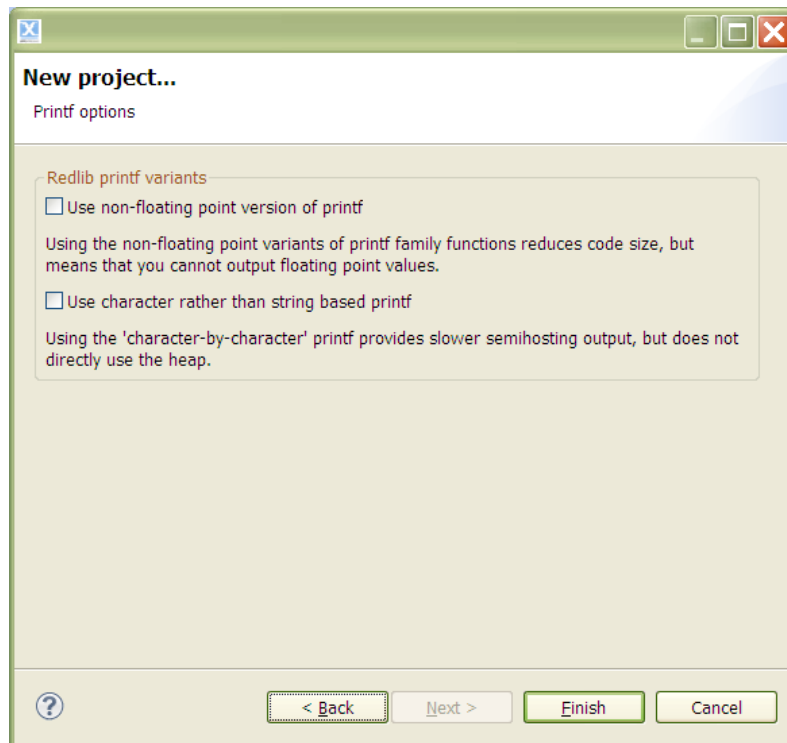 New project...
Printf options
Redlib printf variants
Use non-floating point version of printf
Using the non-floating point variants of printf family functions reduces code size, but
means that you cannot output floating point values.
Use character rather than string based printf
Using the 'character-by-character' printf provides slower semihosting output, but does not
directly use the heap.
< Back Next > Finish Cancel